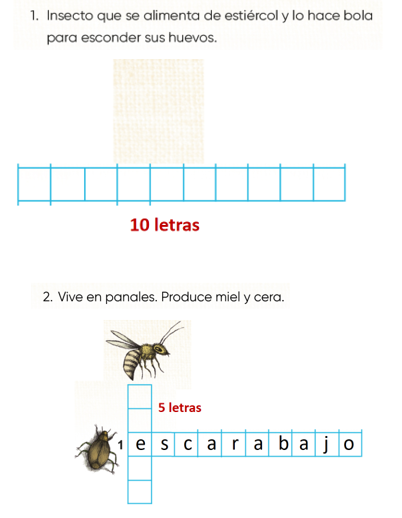 1. Insecto que se alimenta de estiércol y lo hace bola
para esconder sus huevos.
10 letras
2. Vive en panales. Produce miel y cera.
5 letras
1 e s c a r a b a j o